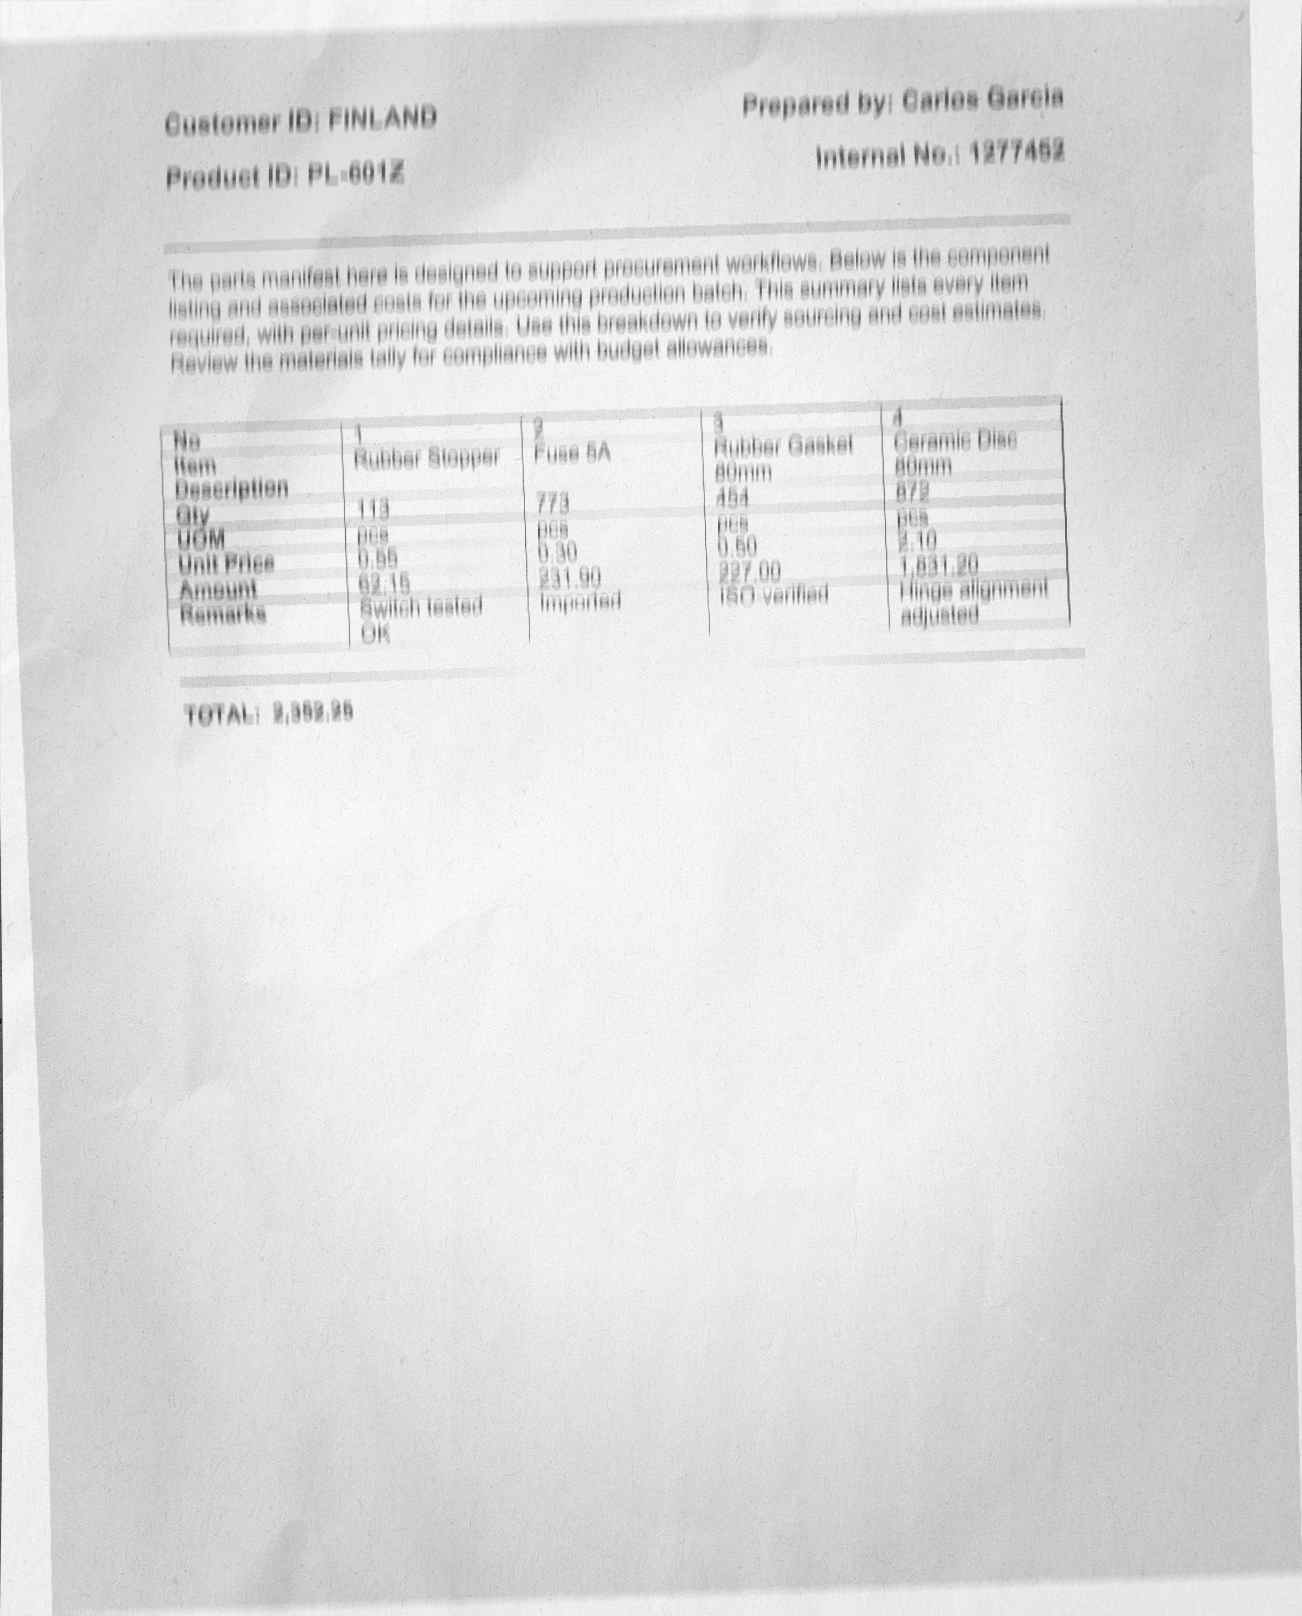 Customer ID: FINLAND
Prepared by: Carlos Garcia
Product ID: PL-601Z
Internal No.: 1277452
The parts manifest here is designed to support procurement workflows. Below is the component
listing and associated costs for the upcoming production batch. This summary lists every item
required, with per-unit pricing details. Use this breakdown to verify sourcing and cost estimates.
Review the materials tally for compliance with budget allowances.
No 1 2 3 4
Item Rubber Stopper Fuse 5A Rubber Gasket Ceramic Disc
Description 80mm 80mm
Qty 113 773 454 872
UOM pcs pcs pcs pcs
Unit Price 0.55 0.30 0.50 2.10
Amount 62.15 231.90 227.00 1,831.20
Remarks Switch tested Imported ISO verified Hinge alignment
OK adjusted
TOTAL: 2,352.25